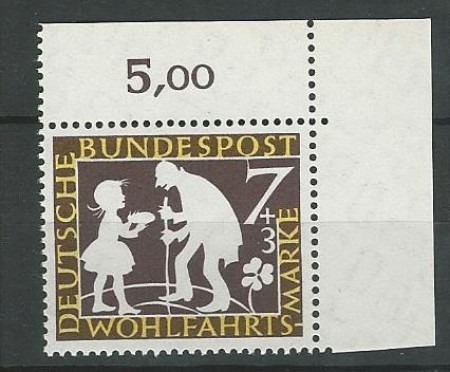 5,00
DEUTSCHE
BUNDESPOST
7
+3
WOHLFAHRTS-
MARKE